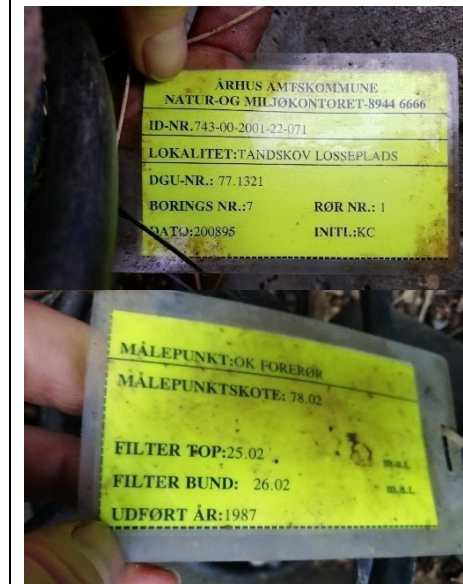 ÅRHUS AMTSKOMMUNE
NATUR-OG MILJØKONTORET-8944 6666
ID-NR.743-00-2001-22-071
LOKALITET:TANDSKOV LOSSEPLADS
DGU-NR.: 77.1321
BORINGS NR.:7 RØR NR.: 1
DATO:200895 INITI.:KC
MÅLEPUNKT:OK FORERØR
MÅLEPUNKTSKOTE: 78.02
FILTER TOP:25.02 m.u.t.
FILTER BUND: 26.02
UDFØRT ÅR:1987